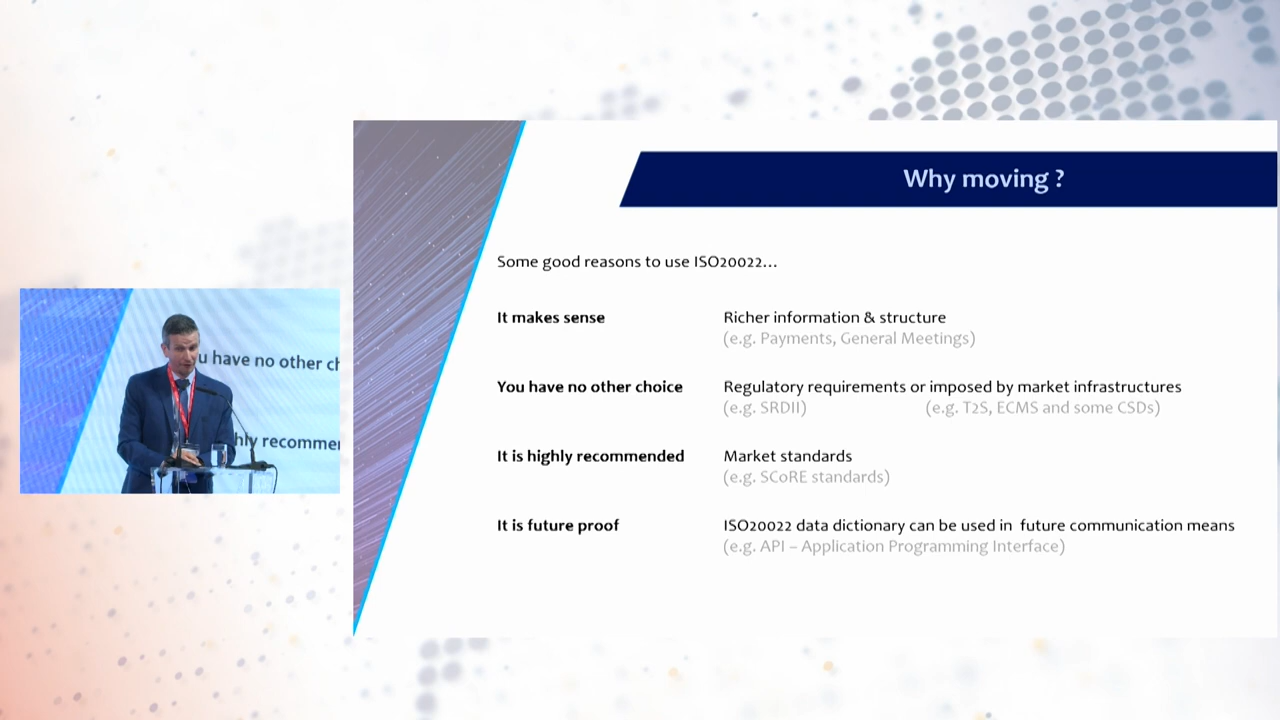 Why moving ?
Some good reasons to use ISO20022...
It makes sense
Richer information & structure
(e.g. Payments, General Meetings)
You have no other choice
Regulatory requirements or imposed by market infrastructures
(e.g. SRDII)
(e.g. T2S, ECMS and some CSDs)
It is highly recommended
Market standards
(e.g. SCoRE standards)
It is future proof
ISO20022 data dictionary can be used in future communication means
(e.g. API – Application Programming Interface)
u have no other ch
hly recommen